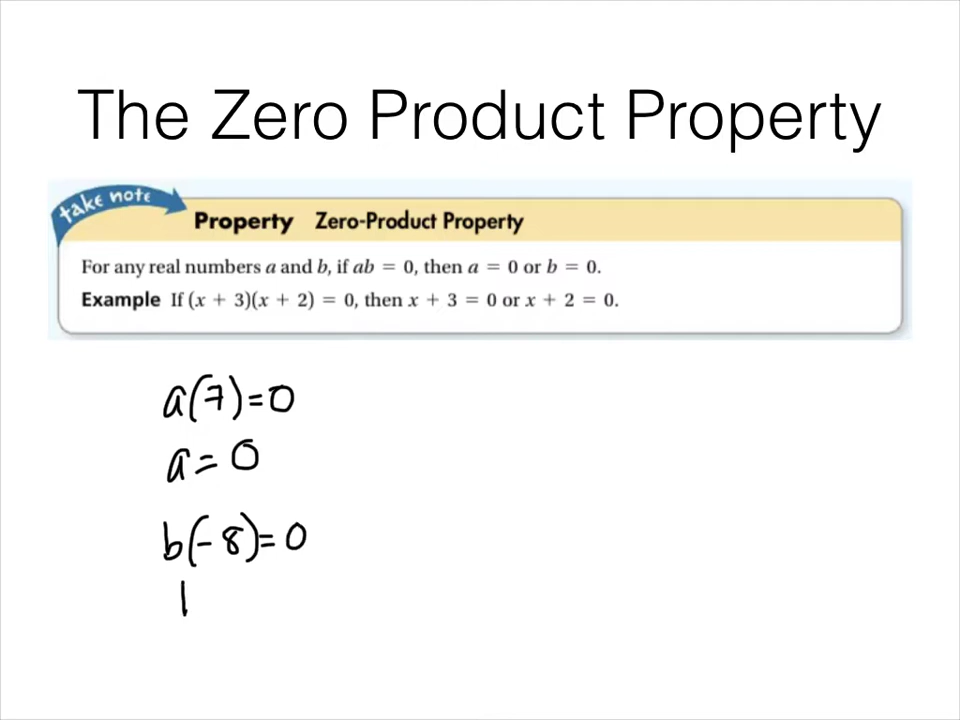 The Zero Product Property
take note
Property Zero-Product Property
For any real numbers a and b, if ab = 0, then a = 0 or b = 0.
Example If (x + 3)(x + 2) = 0, then x + 3 = 0 or x + 2 = 0.
a(7)=0
a=0
b(-8)=0